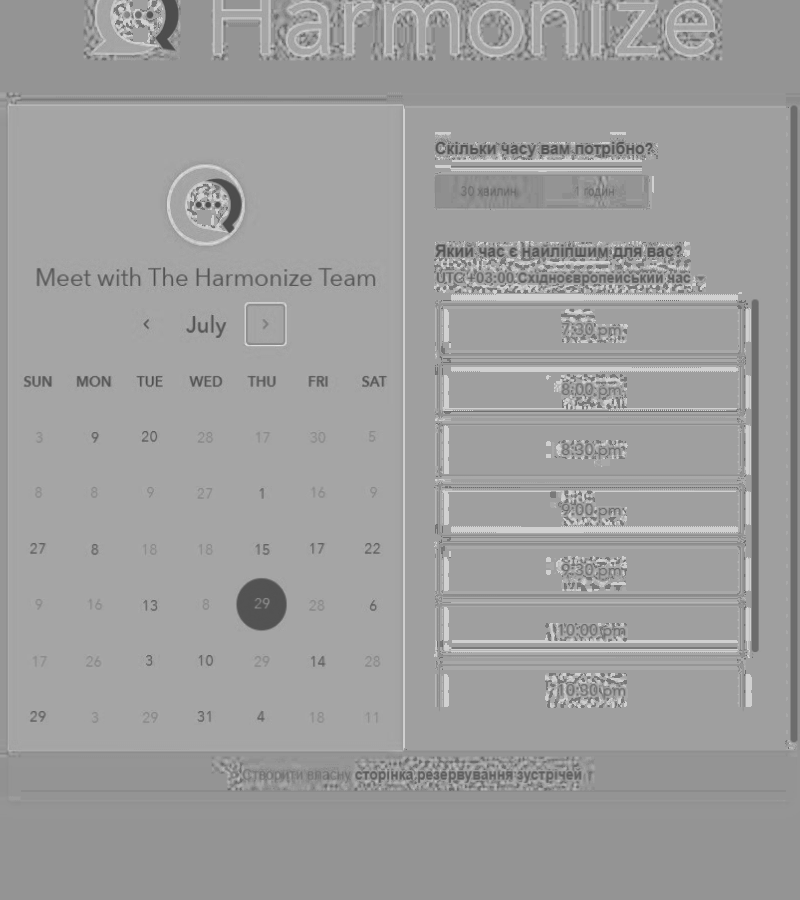 Harmonize
Meet with The Harmonize Team
‹ July ›
SUN MON TUE WED THU FRI SAT
3 9 20 28 17 30 5
8 8 9 27 1 16 9
27 8 18 18 15 17 22
9 16 13 8 29 28 6
17 26 3 10 29 14 28
29 3 29 31 4 18 11
Скільки часу вам потрібно?
30 хвилин 1 годин
Який час є найліпшим для вас?
UTC +03:00 Східноєвропейський час
7:30 pm
8:00 pm
8:30 pm
9:00 pm
9:30 pm
10:00 pm
10:30 pm
Створити власну сторінка резервування зустрічей